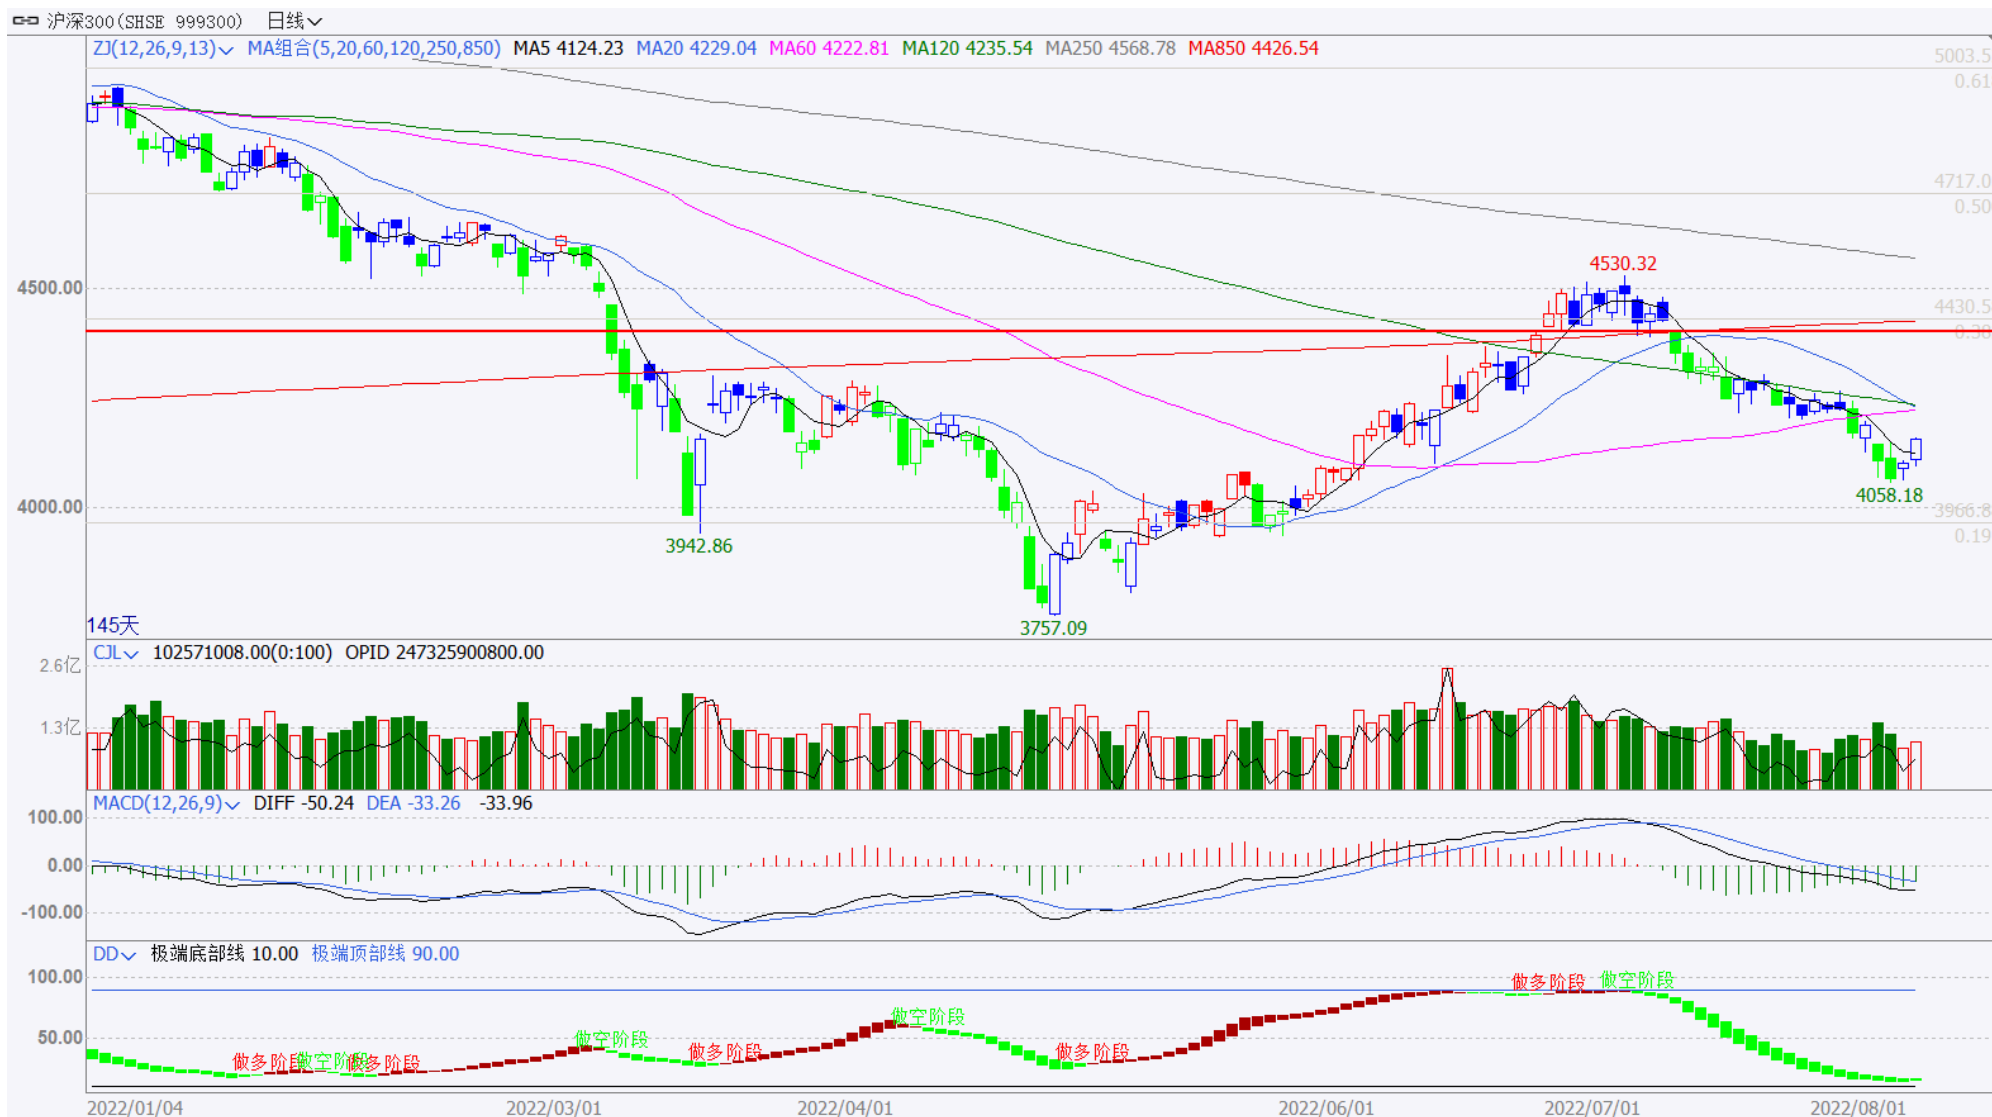 沪深300(SHSE 999300) 日线
ZJ(12,26,9,13) MA组合(5,20,60,120,250,850) MA5 4124.23 MA20 4229.04 MA60 4222.81 MA120 4235.54 MA250 4568.78 MA850 4426.54
5003.5
0.61
4717.0
0.50
4530.32
4500.00
4430.5
0.38
4058.18
4000.00
3966.8
0.19
3942.86
3757.09
145天
CJL 102571008.00(0:100) OPID 247325900800.00
2.6亿
1.3亿
MACD(12,26,9) DIFF -50.24 DEA -33.26 -33.96
100.00
0.00
-100.00
DD 极端底部线 10.00 极端顶部线 90.00
100.00
做多阶段 做空阶段
做空阶段
50.00
做空阶段
做多阶段 做多阶段
做多阶段 做空阶段 做多阶段
2022/01/04 2022/03/01 2022/04/01 2022/06/01 2022/07/01 2022/08/01